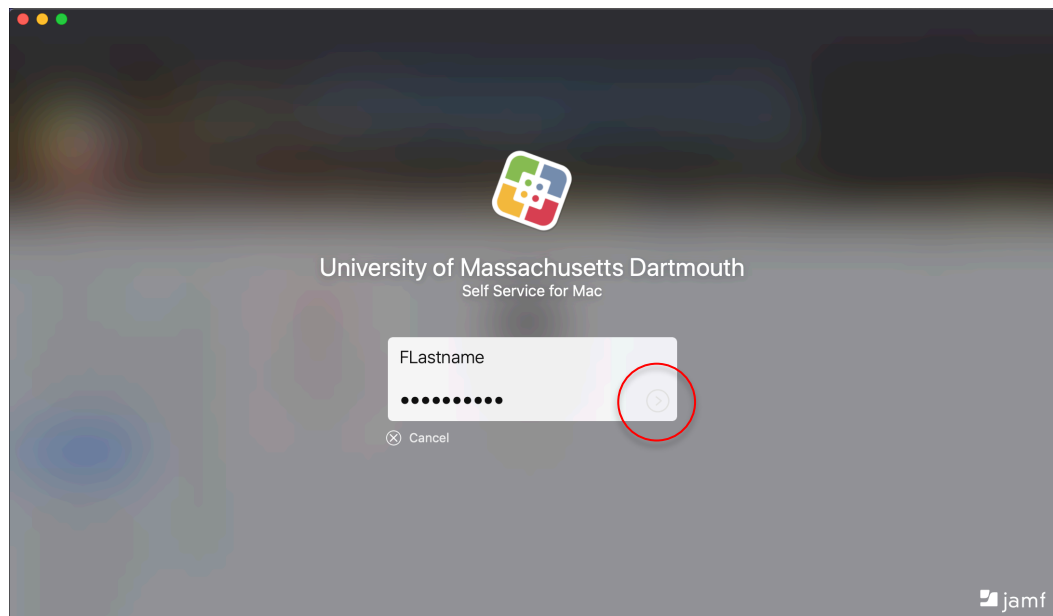 University of Massachusetts Dartmouth
Self Service for Mac
FLastname
••••••••••
Cancel
jamf